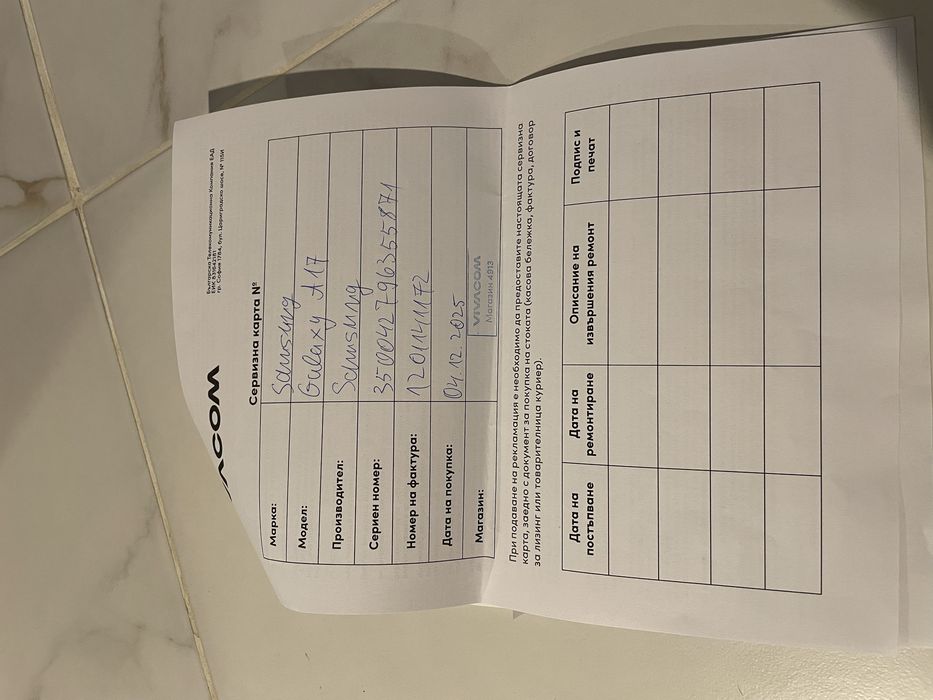 VIVACOM
Българска Телекомуникационна Компания ЕАД
ЕИК 831642181
гр. София 1784, бул. Цариградско шосе, № 115И
Сервизна карта №
Марка: Samsung
Модел: Galaxy A17
Производител: Samsung
Сериен номер: 350042796355871
Номер на фактура: 1201141172
Дата на покупка: 04.12.2025
Магазин: VIVACOM
Магазин 4913
При подаване на рекламация е необходимо да предоставите настоящата сервизна
карта, заедно с документ за покупка на стоката (касова бележка, фактура, договор
за лизинг или товарителница куриер).
Дата на постъпване Дата на ремонтиране Описание на извършения ремонт Подпис и печат